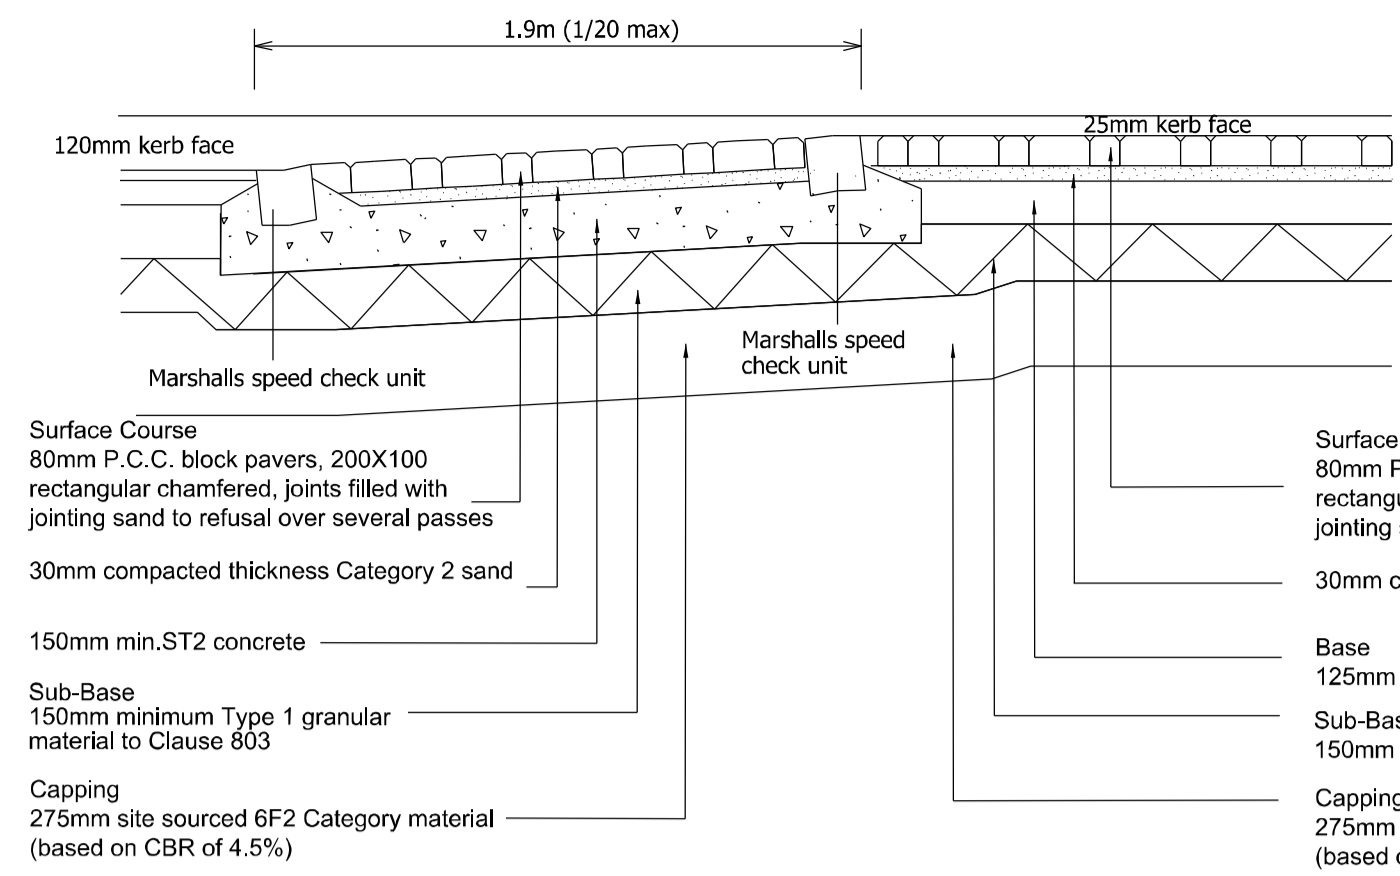 1.9m (1/20 max)
120mm kerb face
25mm kerb face
Marshalls speed
check unit
Marshalls speed check unit
Surface Course
80mm P.C.C. block pavers, 200X100
rectangular chamfered, joints filled with
jointing sand to refusal over several passes
30mm compacted thickness Category 2 sand
150mm min.ST2 concrete
Sub-Base
150mm minimum Type 1 granular
material to Clause 803
Capping
275mm site sourced 6F2 Category material
(based on CBR of 4.5%)
Surface
80mm
jointing
30mm
Base
125mm
150mm
Capping
275mm
(based